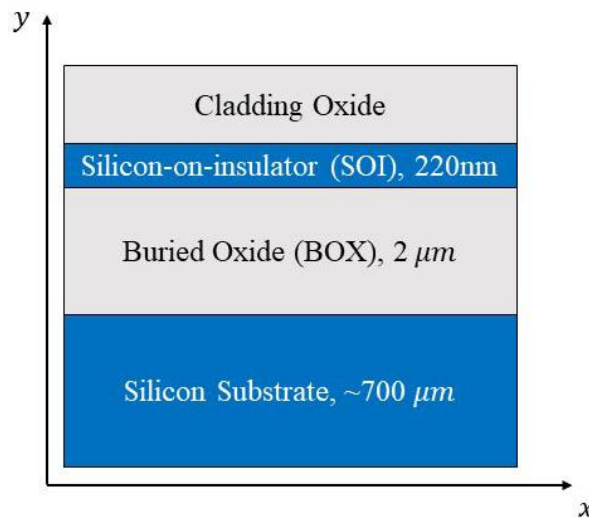 y
Cladding Oxide
Silicon-on-insulator (SOI), 220nm
Buried Oxide (BOX), 2 μm
Silicon Substrate, ~700 μm
x